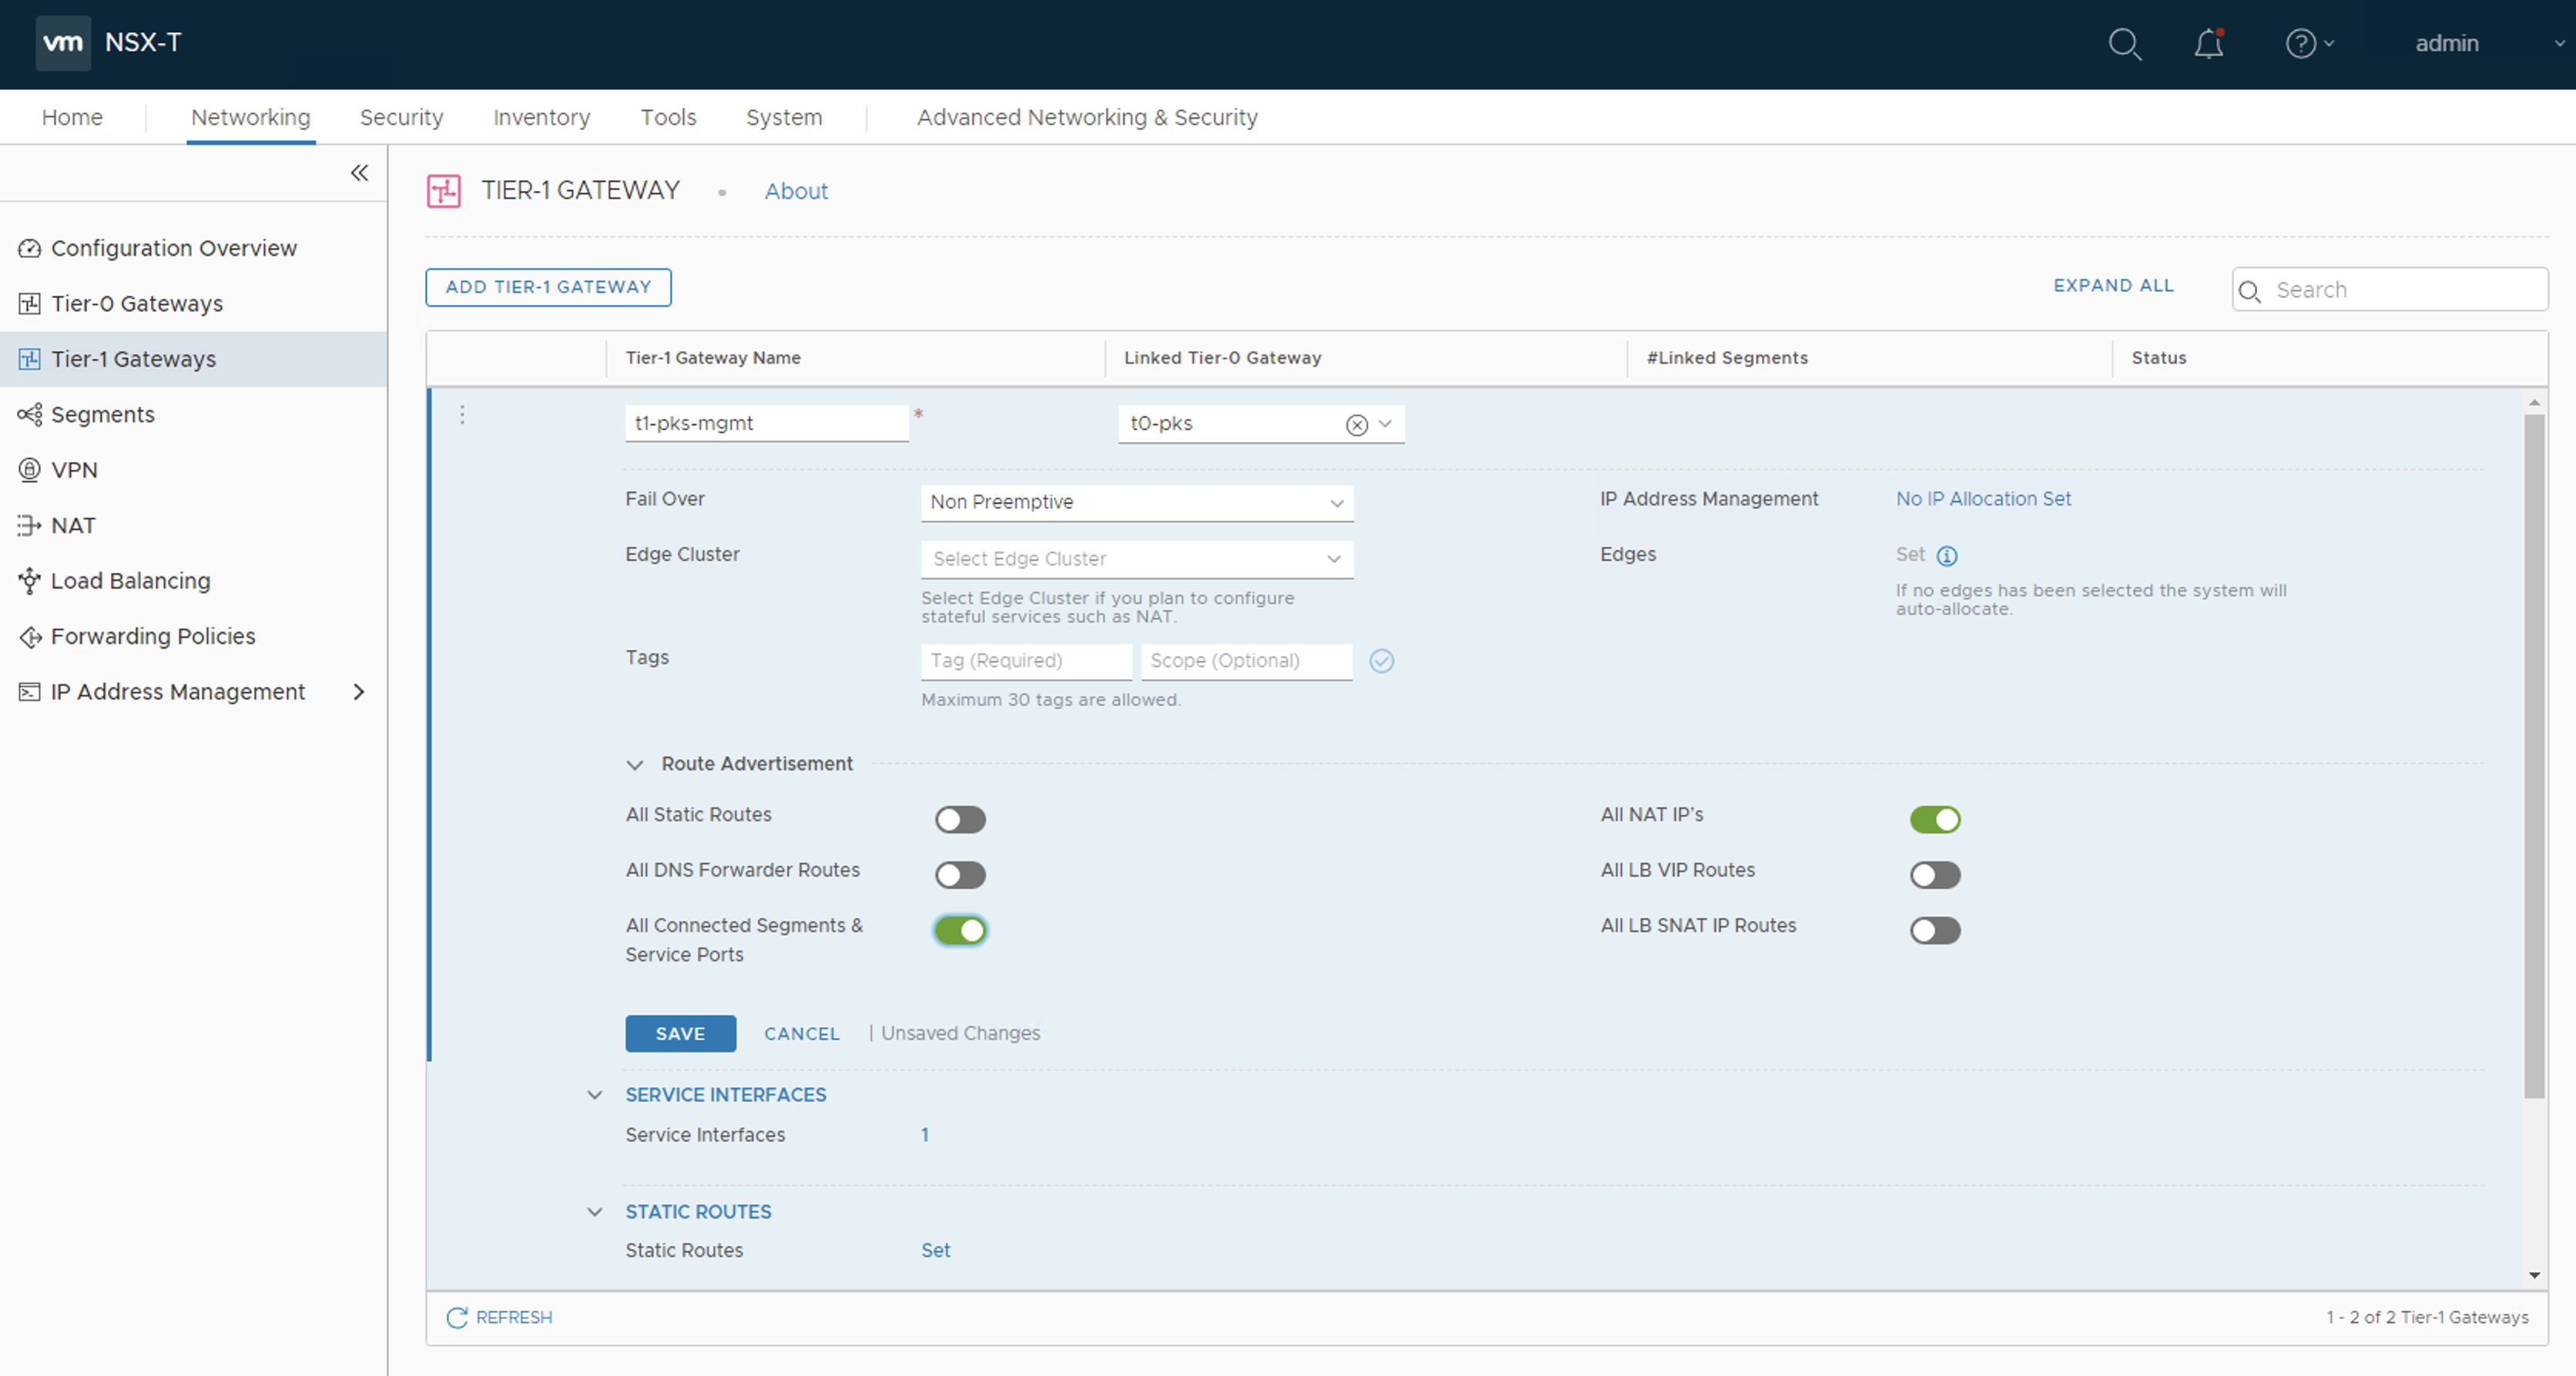 vm NSX-T admin
Home Networking Security Inventory Tools System Advanced Networking & Security
Configuration Overview
Tier-0 Gateways
Tier-1 Gateways
Segments
VPN
NAT
Load Balancing
Forwarding Policies
IP Address Management
TIER-1 GATEWAY About
ADD TIER-1 GATEWAY EXPAND ALL Search
Tier-1 Gateway Name Linked Tier-0 Gateway #Linked Segments Status
t1-pks-mgmt * t0-pks
Fail Over Non Preemptive IP Address Management No IP Allocation Set
Edge Cluster Select Edge Cluster Edges Set
Select Edge Cluster if you plan to configure
stateful services such as NAT.
If no edges has been selected the system will
auto-allocate.
Tags Tag (Required) Scope (Optional)
Maximum 30 tags are allowed.
Route Advertisement
All Static Routes All NAT IP's
All DNS Forwarder Routes All LB VIP Routes
All Connected Segments & All LB SNAT IP Routes
Service Ports
SAVE CANCEL | Unsaved Changes
SERVICE INTERFACES
Service Interfaces 1
STATIC ROUTES
Static Routes Set
REFRESH 1 - 2 of 2 Tier-1 Gateways